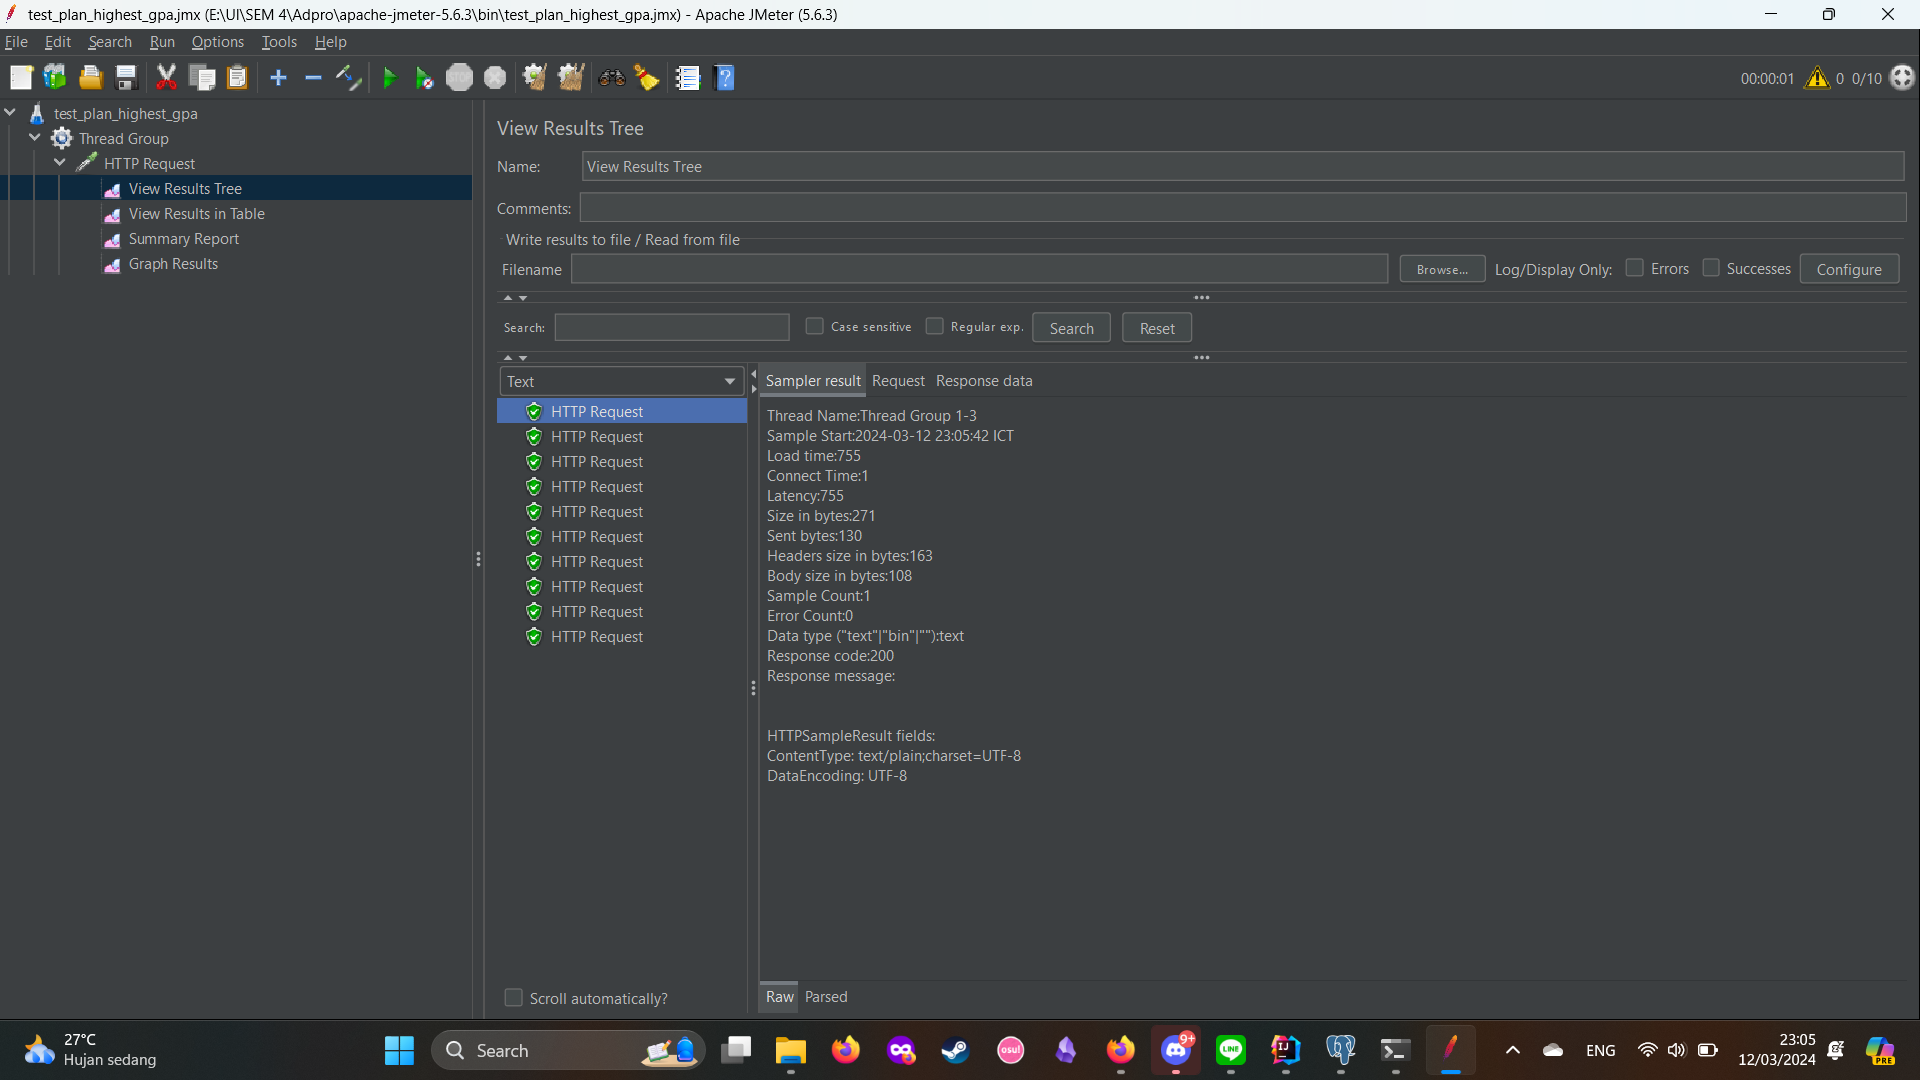 test_plan_highest_gpa.jmx (E:\UI\SEM 4\Adpro\apache-jmeter-5.6.3\bin\test_plan_highest_gpa.jmx) - Apache JMeter (5.6.3)
File Edit Search Run Options Tools Help
STOP
00:00:01 0 0/10
test_plan_highest_gpa
Thread Group
HTTP Request
View Results Tree
View Results in Table
Summary Report
Graph Results
View Results Tree
Name: View Results Tree
Comments:
Write results to file / Read from file
Filename Browse... Log/Display Only: Errors Successes Configure
Search: Case sensitive Regular exp. Search Reset
Text
HTTP Request
HTTP Request
HTTP Request
HTTP Request
HTTP Request
HTTP Request
HTTP Request
HTTP Request
HTTP Request
HTTP Request
Scroll automatically?
Sampler result Request Response data
Thread Name:Thread Group 1-3
Sample Start:2024-03-12 23:05:42 ICT
Load time:755
Connect Time:1
Latency:755
Size in bytes:271
Sent bytes:130
Headers size in bytes:163
Body size in bytes:108
Sample Count:1
Error Count:0
Data type ("text"|"bin"|""):text
Response code:200
Response message:
HTTPSampleResult fields:
ContentType: text/plain;charset=UTF-8
DataEncoding: UTF-8
Raw Parsed
27°C
Hujan sedang
Search
osu!
9+
LINE
IJ
ENG
23:05
12/03/2024
PRE